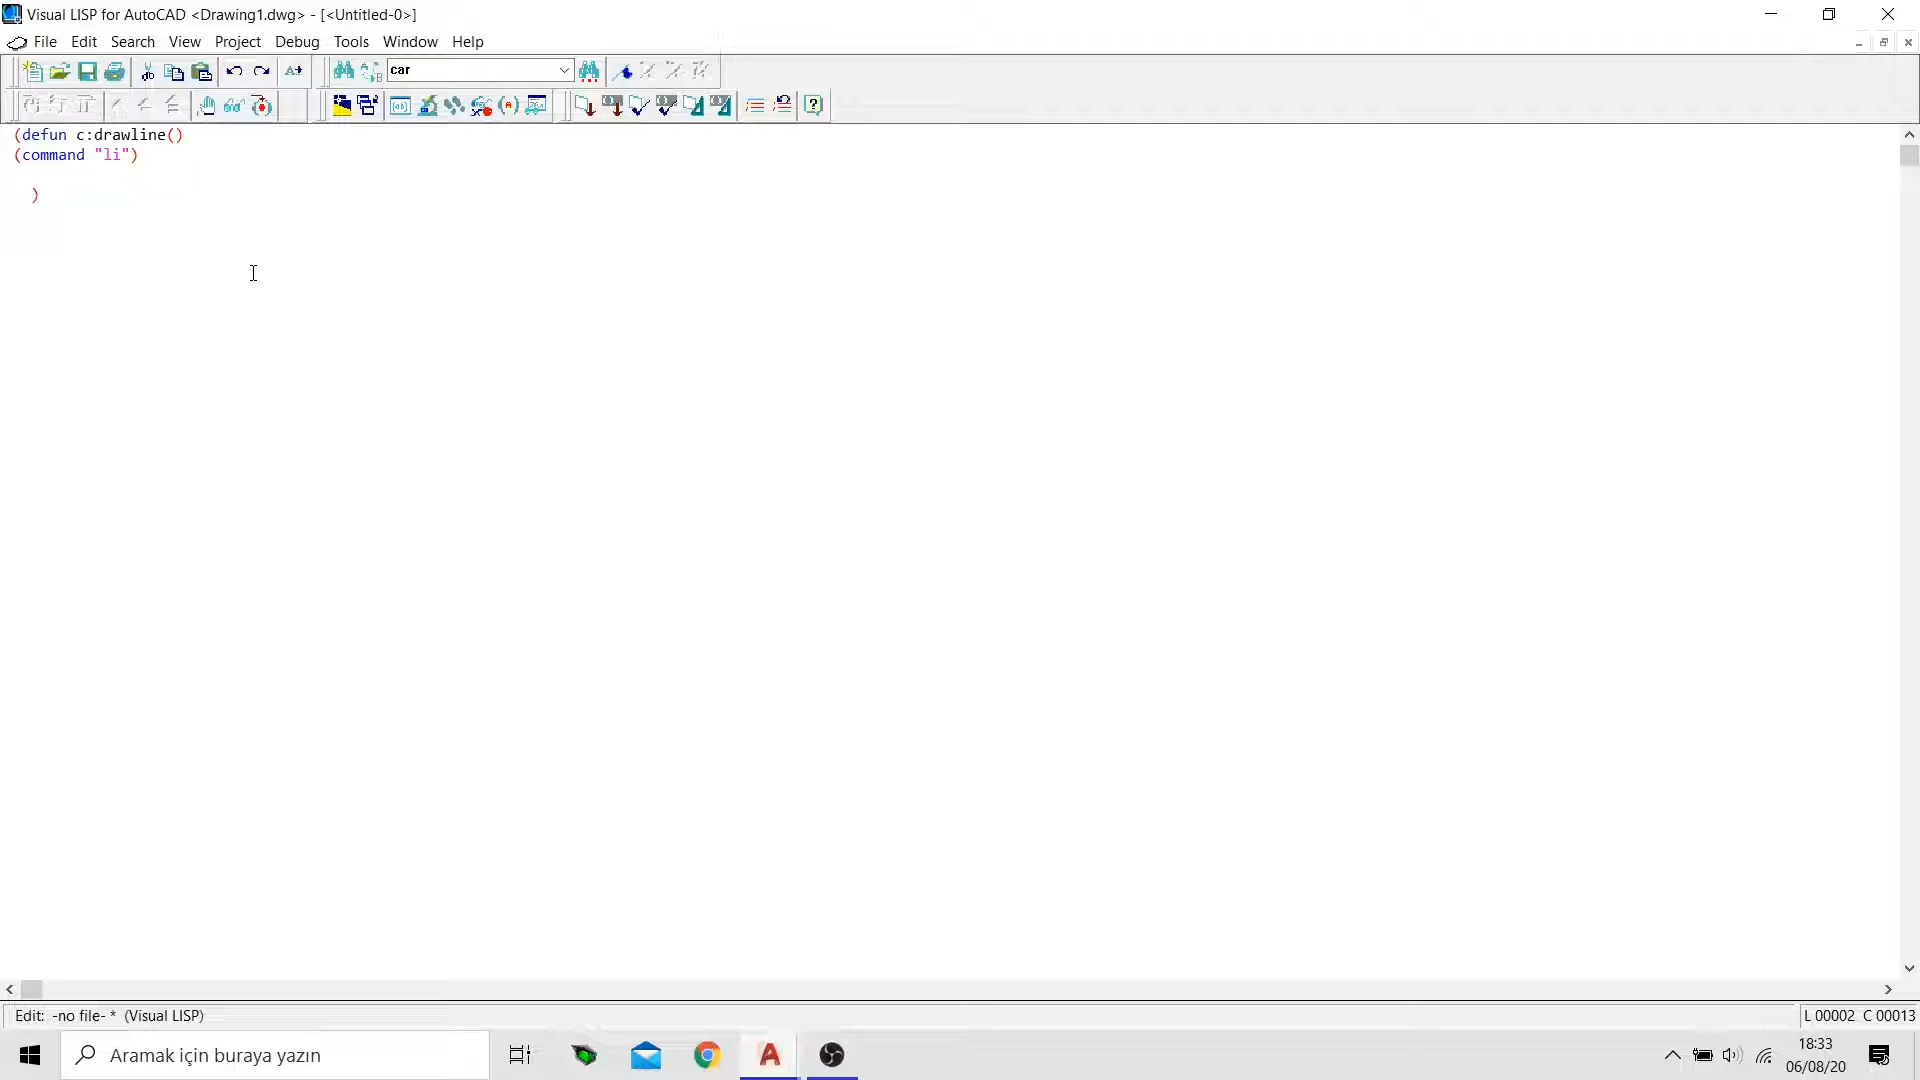 Visual LISP for AutoCAD <Drawing1.dwg> - [<Untitled-0>]
File Edit Search View Project Debug Tools Window Help
car
(defun c:drawline()
(command "li")
)
Edit: -no file- * (Visual LISP)
L 00002 C 00013
Aramak için buraya yazın
18:33
06/08/20